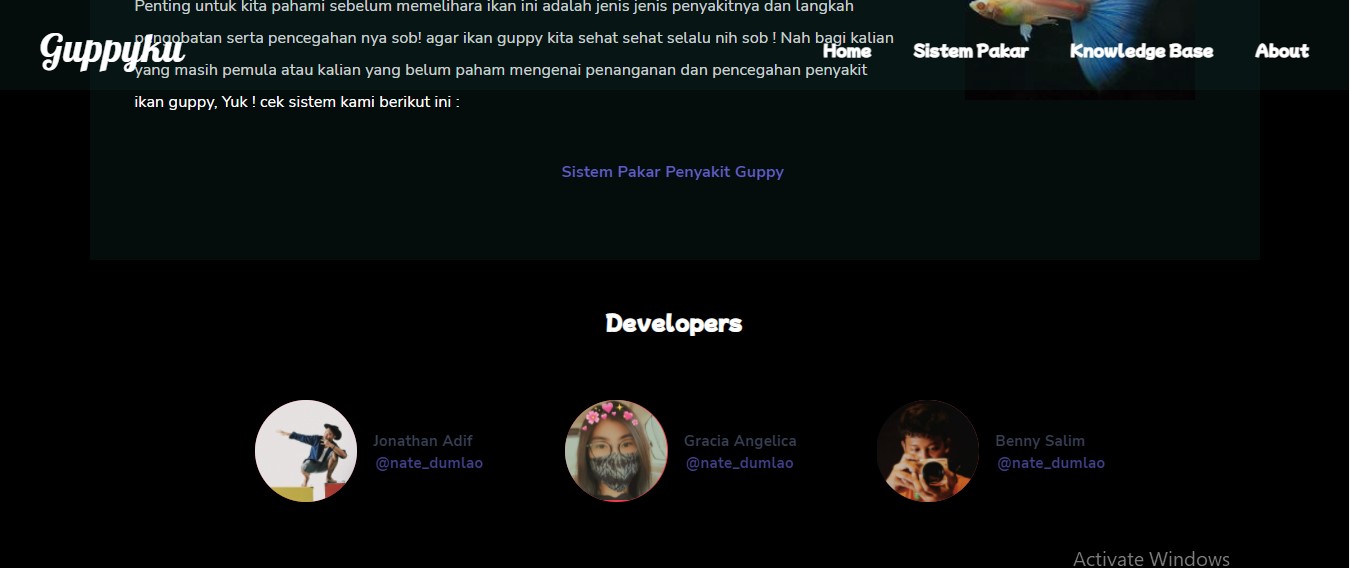 Penting untuk kita pahami sebelum memelihara ikan ini adalah jenis jenis penyakitnya dan langkah
Guppyku
Home Sistem Pakar Knowledge Base About
pengobatan serta pencegahan nya sob! agar ikan guppy kita sehat sehat selalu nih sob ! Nah bagi kalian
yang masih pemula atau kalian yang belum paham mengenai penanganan dan pencegahan penyakit
ikan guppy, Yuk ! cek sistem kami berikut ini :
Sistem Pakar Penyakit Guppy
Developers
Jonathan Adif
@nate_dumlao
Gracia Angelica
@nate_dumlao
Benny Salim
@nate_dumlao
Activate Windows